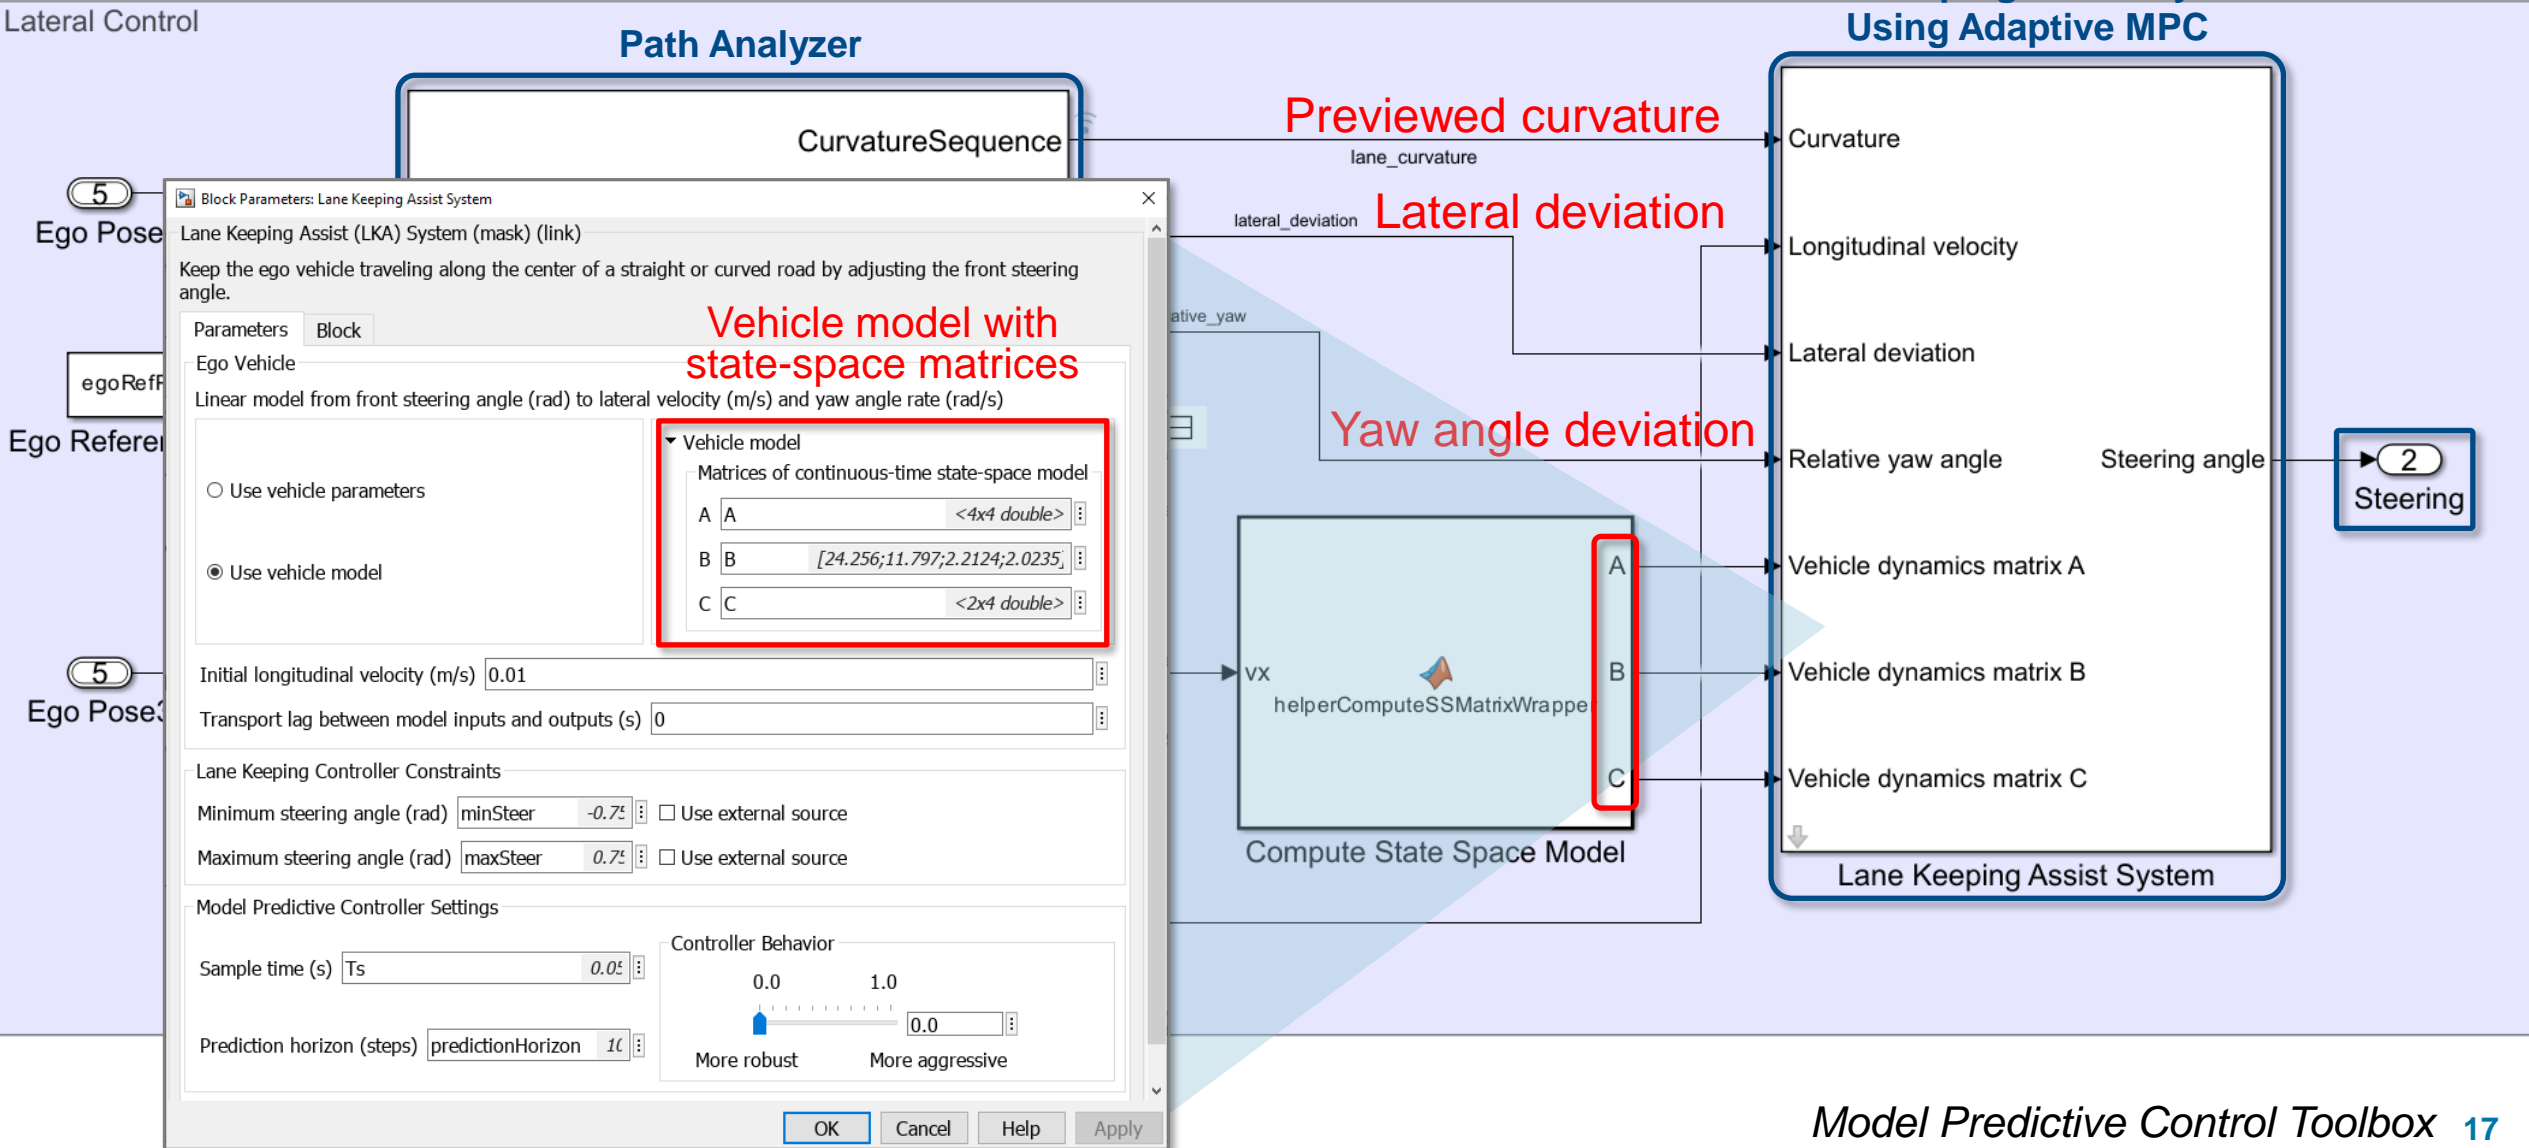 Lateral Control
Path Analyzer
Using Adaptive MPC
CurvatureSequence
Previewed curvature
lane_curvature
Curvature
5
Ego Pose
Block Parameters: Lane Keeping Assist System
Lane Keeping Assist (LKA) System (mask) (link)
Keep the ego vehicle traveling along the center of a straight or curved road by adjusting the front steering
angle.
lateral_deviation
Lateral deviation
Longitudinal velocity
Parameters
Block
Vehicle model with
state-space matrices
Ego Vehicle
Linear model from front steering angle (rad) to lateral velocity (m/s) and yaw angle rate (rad/s)
ative_yaw
Lateral deviation
egoRefF
Ego Referer
Use vehicle parameters
Use vehicle model
Vehicle model
Matrices of continuous-time state-space model
A A <4x4 double>
B B [24.256;11.797;2.2124;2.0235]
C C <2x4 double>
Yaw angle deviation
Relative yaw angle
Steering angle
2
Steering
5
Ego Pose3
Initial longitudinal velocity (m/s) 0.01
Transport lag between model inputs and outputs (s) 0
vx
helperComputeSSMatrixWrapper
A
B
C
Compute State Space Model
Vehicle dynamics matrix A
Vehicle dynamics matrix B
Vehicle dynamics matrix C
Lane Keeping Assist System
Lane Keeping Controller Constraints
Minimum steering angle (rad) minSteer -0.75 Use external source
Maximum steering angle (rad) maxSteer 0.75 Use external source
Model Predictive Controller Settings
Sample time (s) Ts 0.05
Prediction horizon (steps) predictionHorizon 10
Controller Behavior
0.0 1.0
0.0
More robust More aggressive
OK Cancel Help Apply
Model Predictive Control Toolbox 17